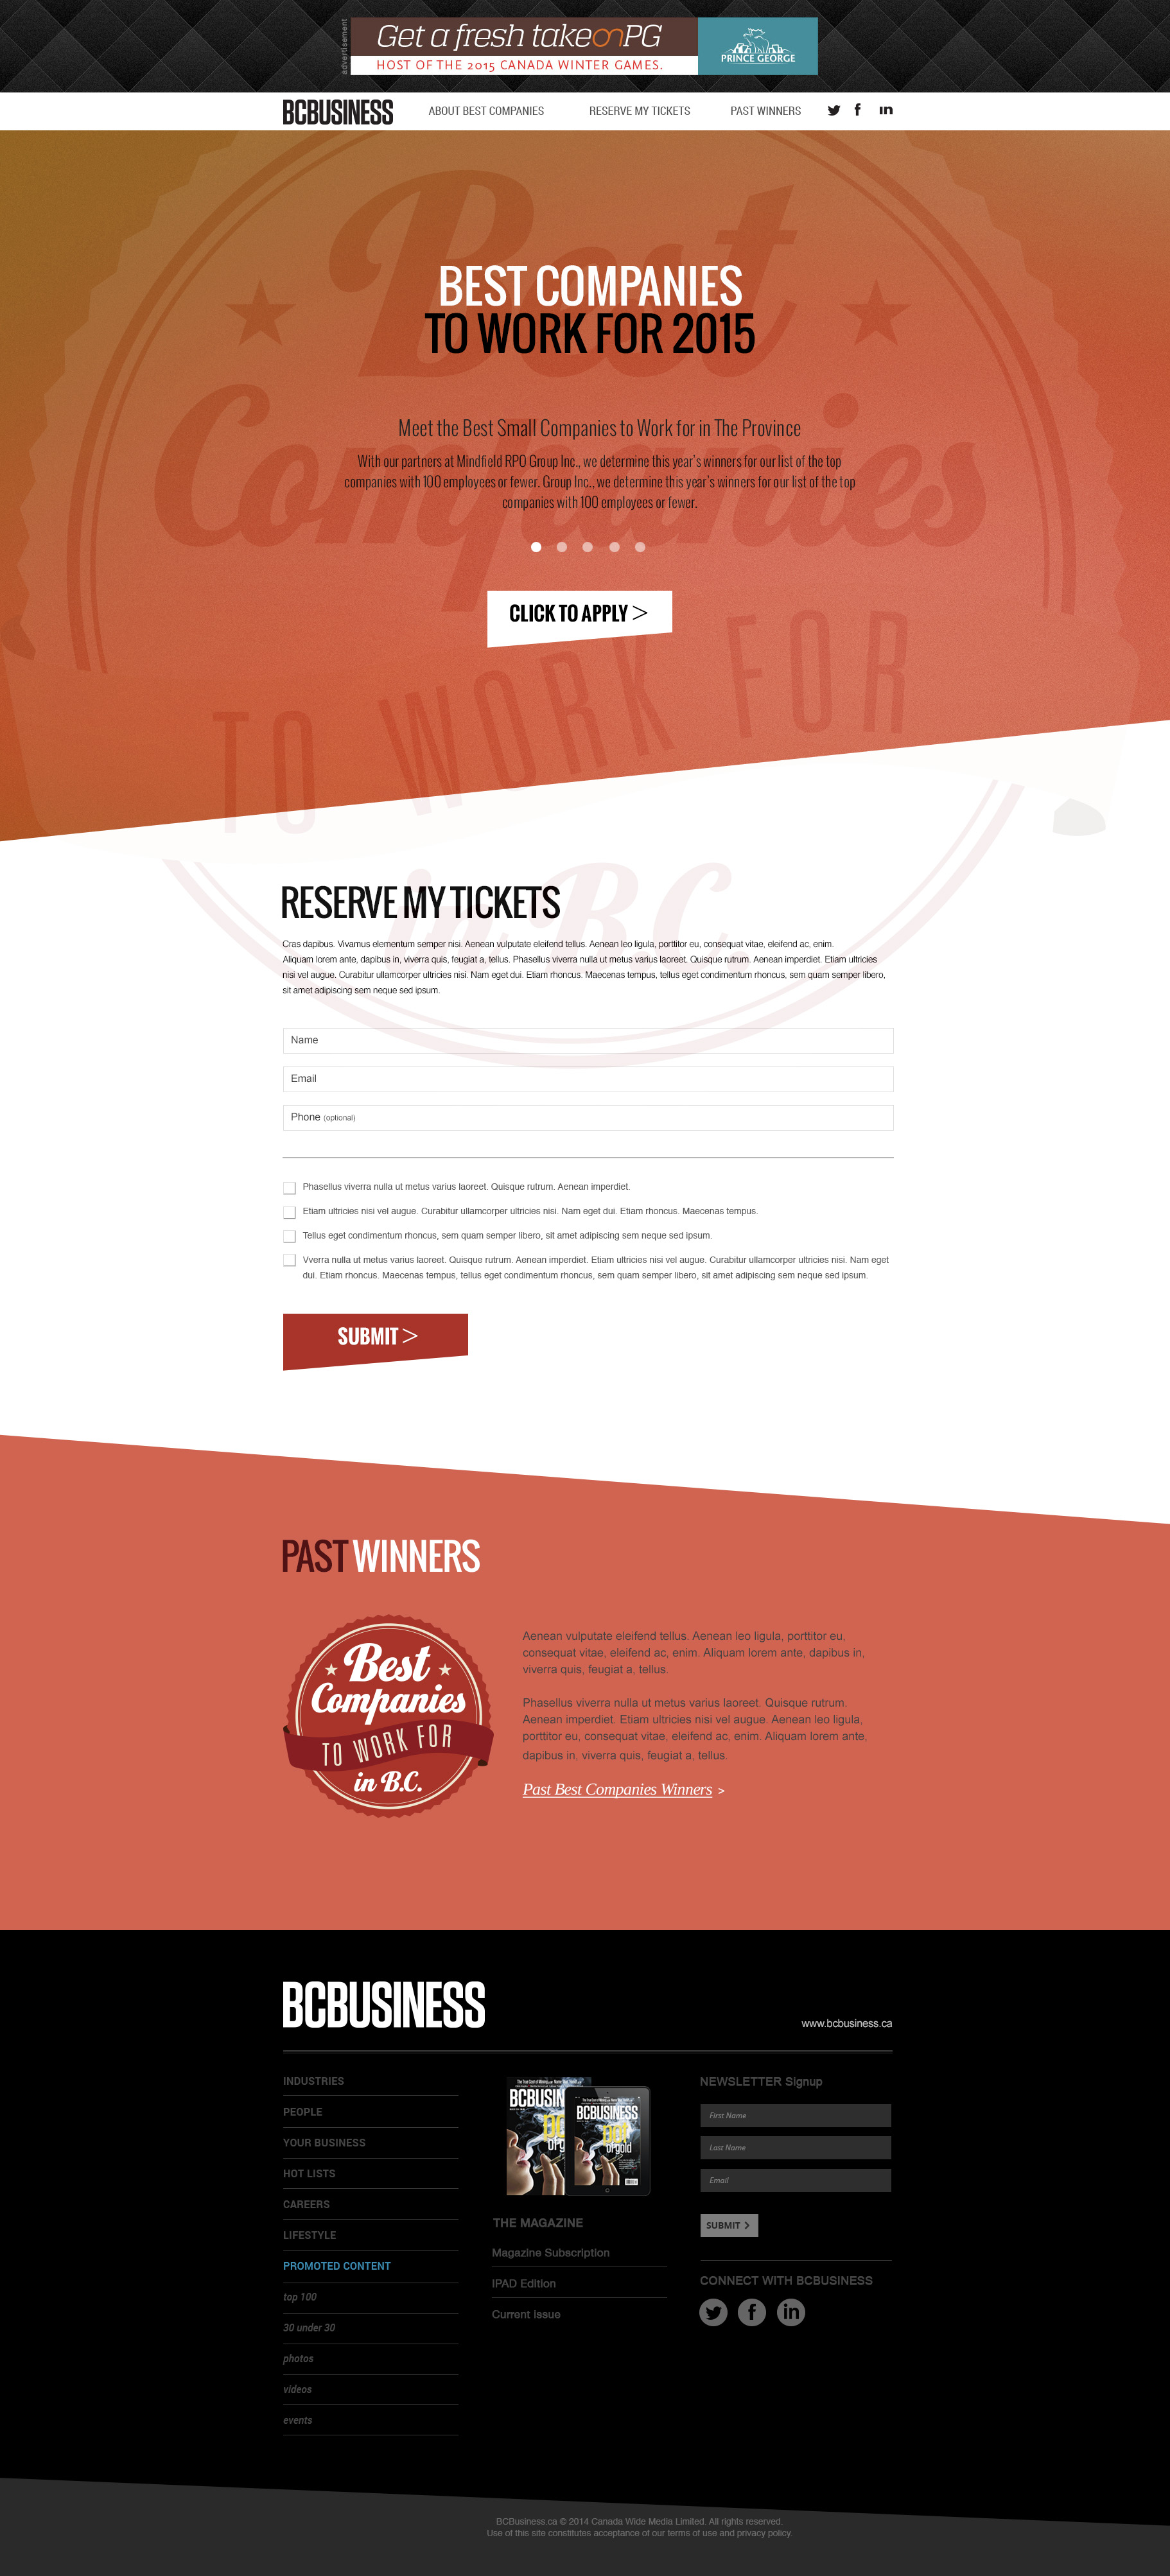 advertisement
Get a fresh take on PG
HOST OF THE 2015 CANADA WINTER GAMES.
PRINCE GEORGE
BCBUSINESS
ABOUT BEST COMPANIES
RESERVE MY TICKETS
PAST WINNERS
Best
Companies
TO WORK FOR
in B.C.
BEST COMPANIES
TO WORK FOR 2015
Meet the Best Small Companies to Work for in The Province
With our partners at Mindfield RPO Group Inc., we determine this year's winners for our list of the top
companies with 100 employees or fewer. Group Inc., we determine this year's winners for our list of the top
companies with 100 employees or fewer.
CLICK TO APPLY >
RESERVE MY TICKETS
Cras dapibus. Vivamus elementum semper nisi. Aenean vulputate eleifend tellus. Aenean leo ligula, porttitor eu, consequat vitae, eleifend ac, enim.
Aliquam lorem ante, dapibus in, viverra quis, feugiat a, tellus. Phasellus viverra nulla ut metus varius laoreet. Quisque rutrum. Aenean imperdiet. Etiam ultricies
nisi vel augue. Curabitur ullamcorper ultricies nisi. Nam eget dui. Etiam rhoncus. Maecenas tempus, tellus eget condimentum rhoncus, sem quam semper libero,
sit amet adipiscing sem neque sed ipsum.
Name
Email
Phone (optional)
Phasellus viverra nulla ut metus varius laoreet. Quisque rutrum. Aenean imperdiet.
Etiam ultricies nisi vel augue. Curabitur ullamcorper ultricies nisi. Nam eget dui. Etiam rhoncus. Maecenas tempus.
Tellus eget condimentum rhoncus, sem quam semper libero, sit amet adipiscing sem neque sed ipsum.
Vverra nulla ut metus varius laoreet. Quisque rutrum. Aenean imperdiet. Etiam ultricies nisi vel augue. Curabitur ullamcorper ultricies nisi. Nam eget
dui. Etiam rhoncus. Maecenas tempus, tellus eget condimentum rhoncus, sem quam semper libero, sit amet adipiscing sem neque sed ipsum.
SUBMIT >
PAST WINNERS
Best
Companies
TO WORK FOR
in B.C.
Aenean vulputate eleifend tellus. Aenean leo ligula, porttitor eu,
consequat vitae, eleifend ac, enim. Aliquam lorem ante, dapibus in,
viverra quis, feugiat a, tellus.
Phasellus viverra nulla ut metus varius laoreet. Quisque rutrum.
Aenean imperdiet. Etiam ultricies nisi vel augue. Aenean leo ligula,
porttitor eu, consequat vitae, eleifend ac, enim. Aliquam lorem ante,
dapibus in, viverra quis, feugiat a, tellus.
Past Best Companies Winners >
BCBUSINESS
www.bcbusiness.ca
INDUSTRIES
PEOPLE
YOUR BUSINESS
HOT LISTS
CAREERS
LIFESTYLE
PROMOTED CONTENT
top 100
30 under 30
photos
videos
events
BCBUSIN
BCBUSINESS
pot
of gold
THE MAGAZINE
Magazine Subscription
IPAD Edition
Current issue
NEWSLETTER Signup
First Name
Last Name
Email
SUBMIT >
CONNECT WITH BCBUSINESS
BCBusiness.ca © 2014 Canada Wide Media Limited. All rights reserved.
Use of this site constitutes acceptance of our terms of use and privacy policy.